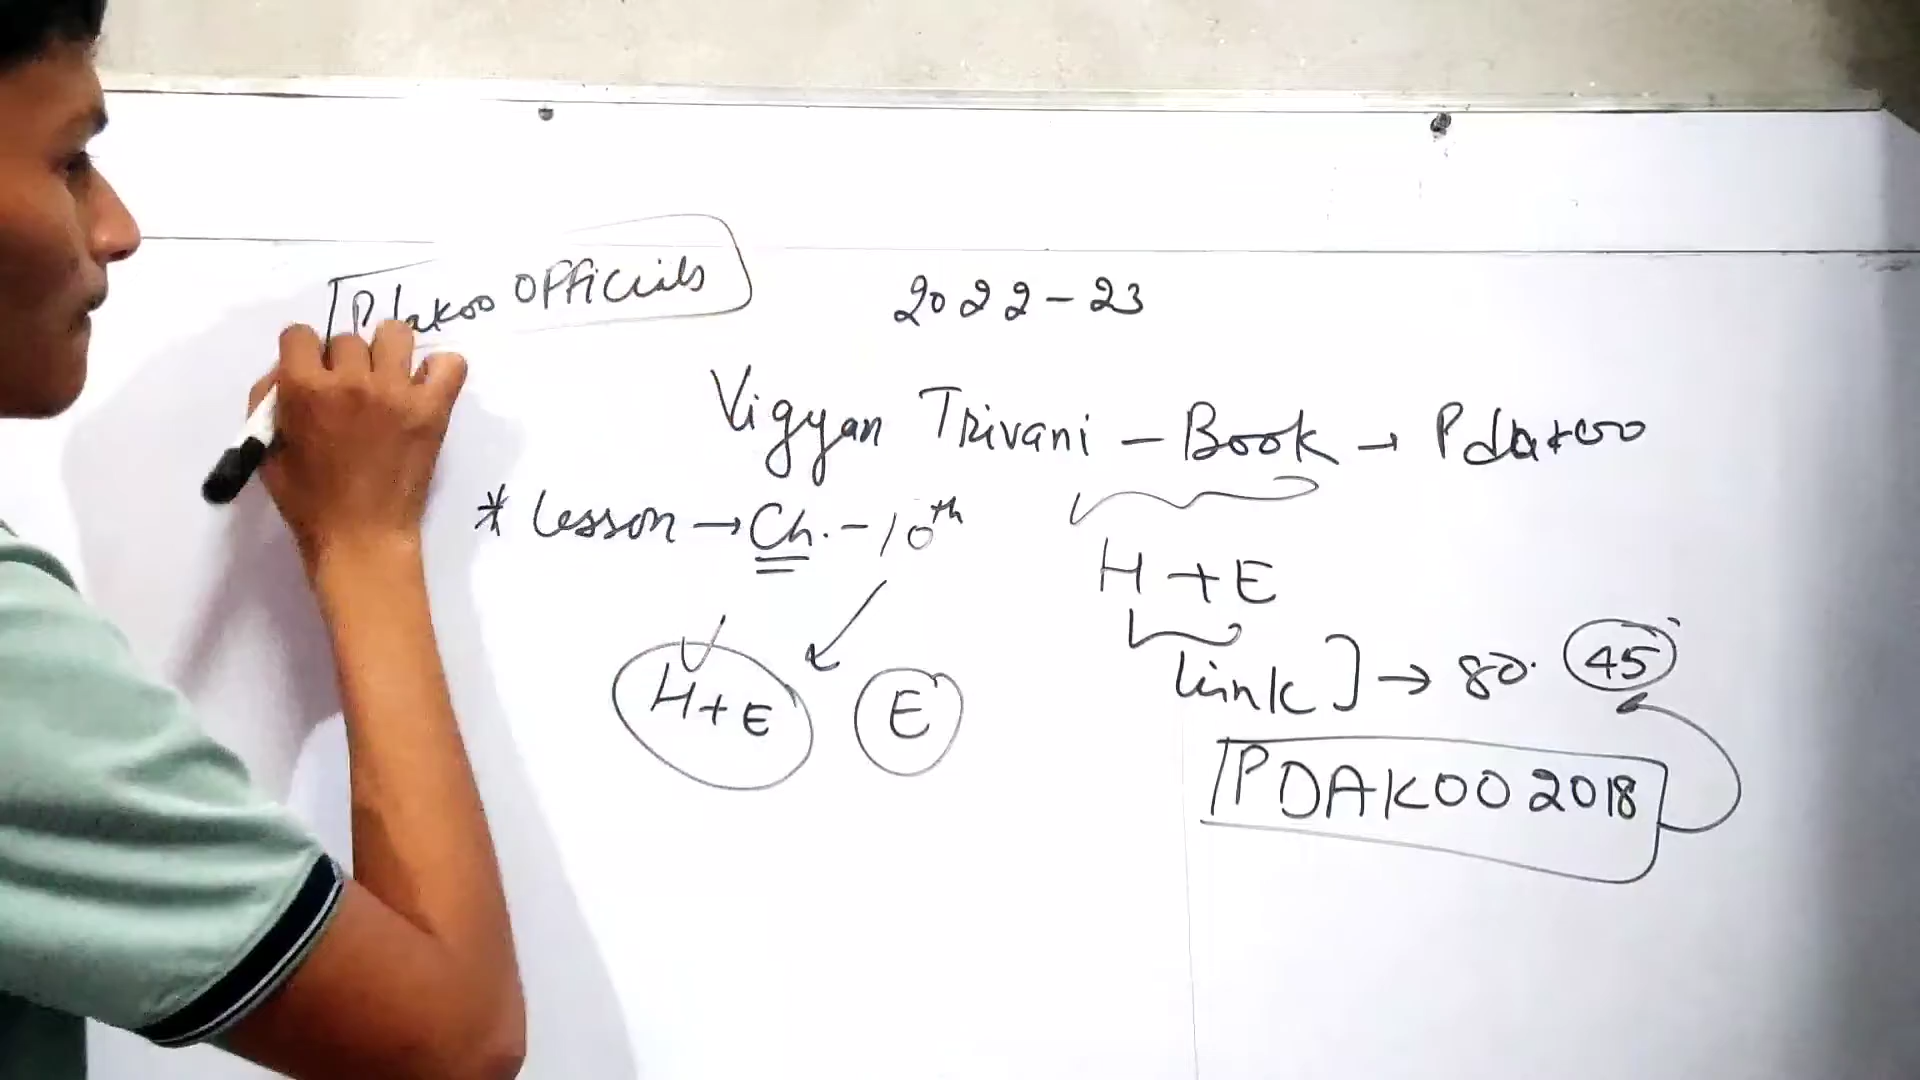 Pdakoo OFFicials
2022-23
Vigyan Trivani - Book → Pdakoo
* Lesson → Ch. - 10th
H + E
H+E
E
Link] → 80. 45
PDAKOO 2018